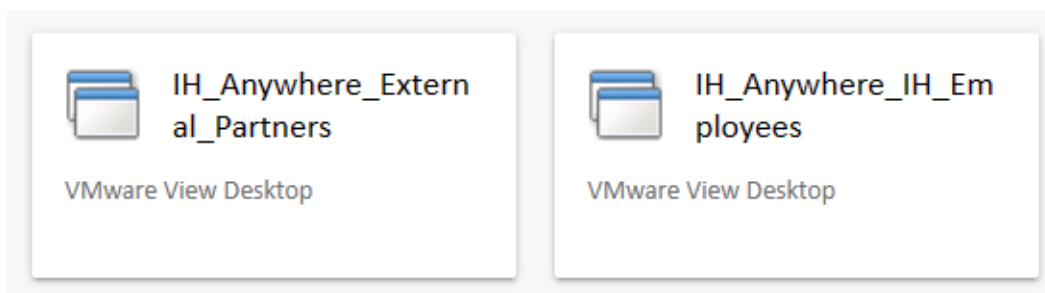 IH_Anywhere_Extern
al_Partners
VMware View Desktop
IH_Anywhere_IH_Em
ployees
VMware View Desktop